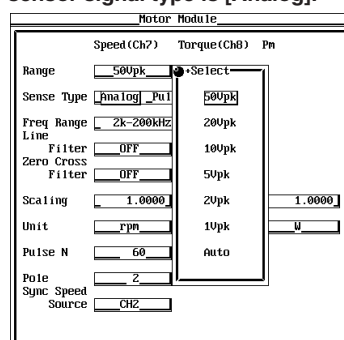 sensor signal type is [Analog].
Motor Module
Speed(Ch7) Torque(Ch8) Pm
Range 50Vpk +Select
Sense Type Analog Pul 50Vpk
Freq Range 2k-200kHz 20Vpk
Line
Filter OFF 10Vpk
Zero Cross
Filter OFF 5Vpk
Scaling 1.0000 2Vpk 1.0000
Unit rpm 1Vpk W
Pulse N 60 Auto
Pole 2
Sync Speed
Source CH2